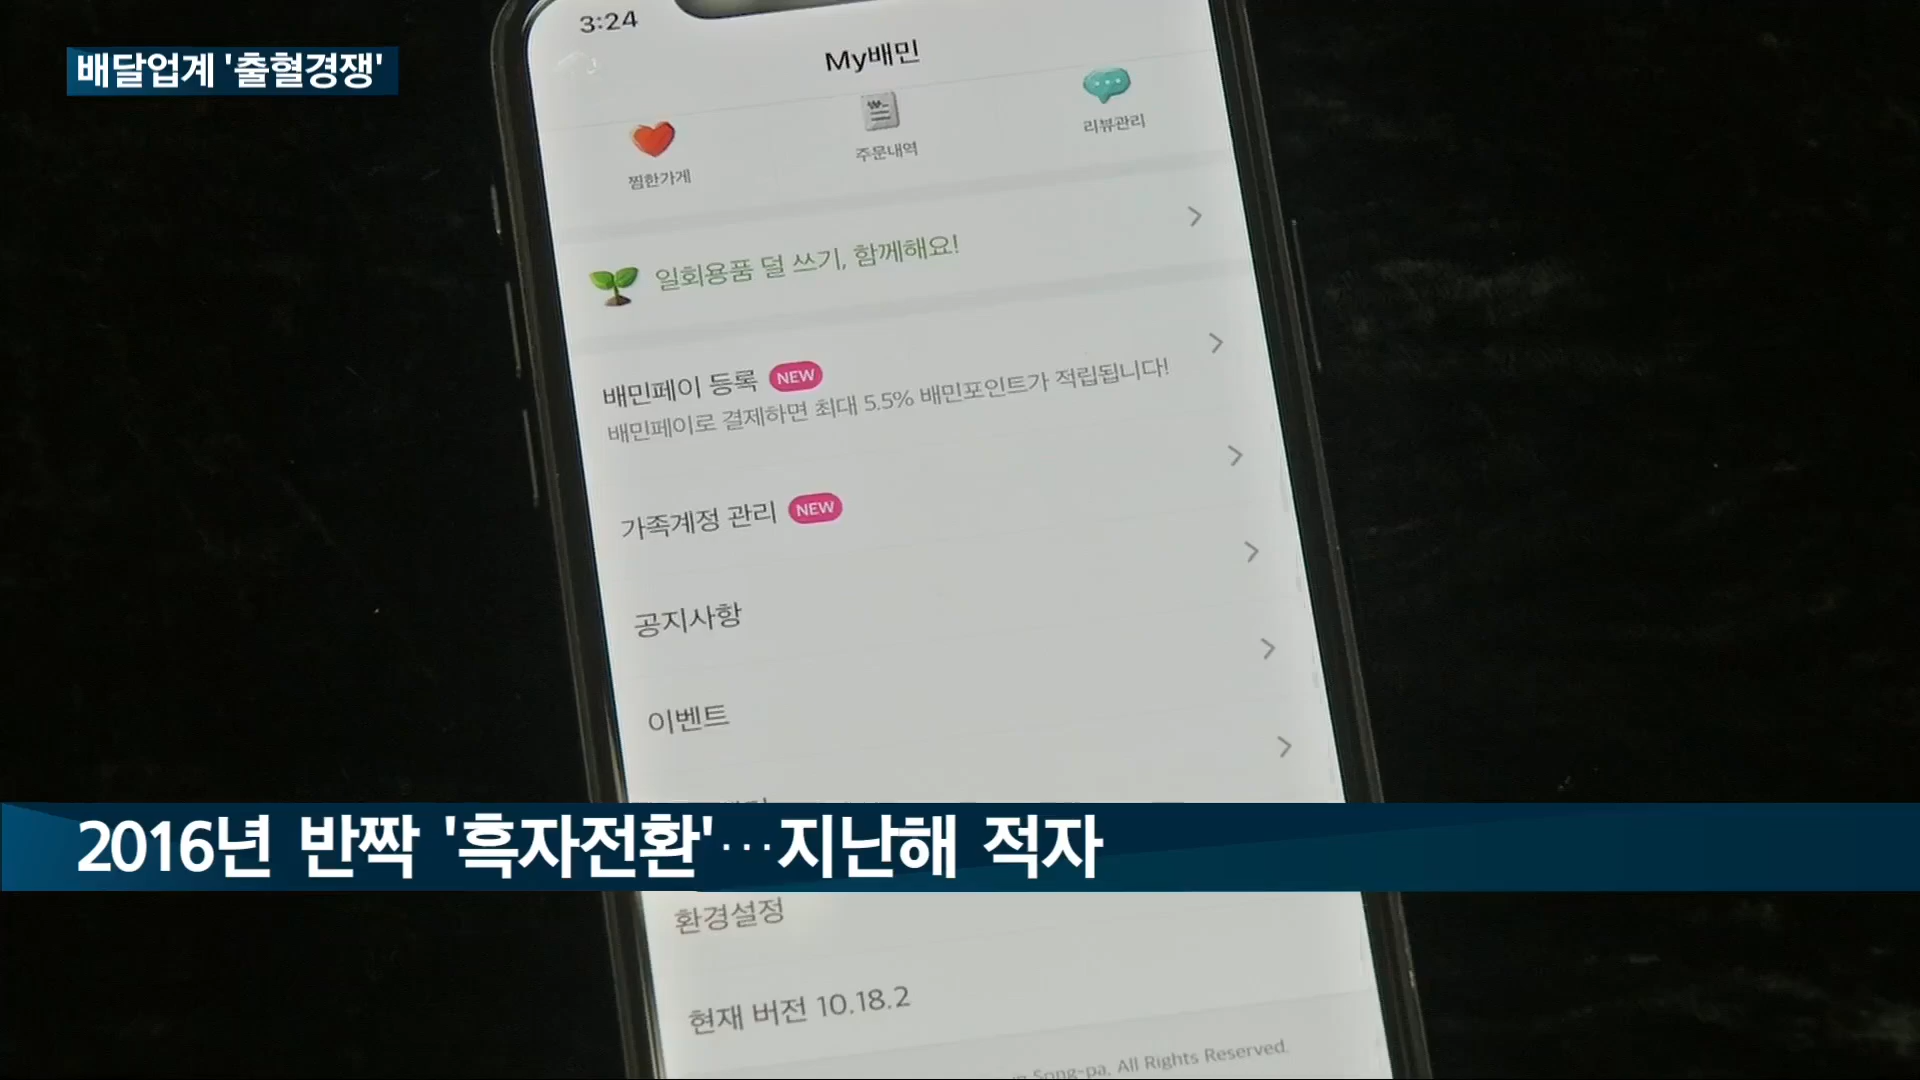 배달업계 '출혈경쟁'
3:24
My배민
찜한가게
주문내역
리뷰관리
일회용품 덜 쓰기, 함께해요!
배민페이 등록 NEW
배민페이로 결제하면 최대 5.5% 배민포인트가 적립됩니다!
가족계정 관리 NEW
공지사항
이벤트
2016년 반짝 '흑자전환'…지난해 적자
환경설정
현재 버전 10.18.2
Song-pa, All Rights Reserved.